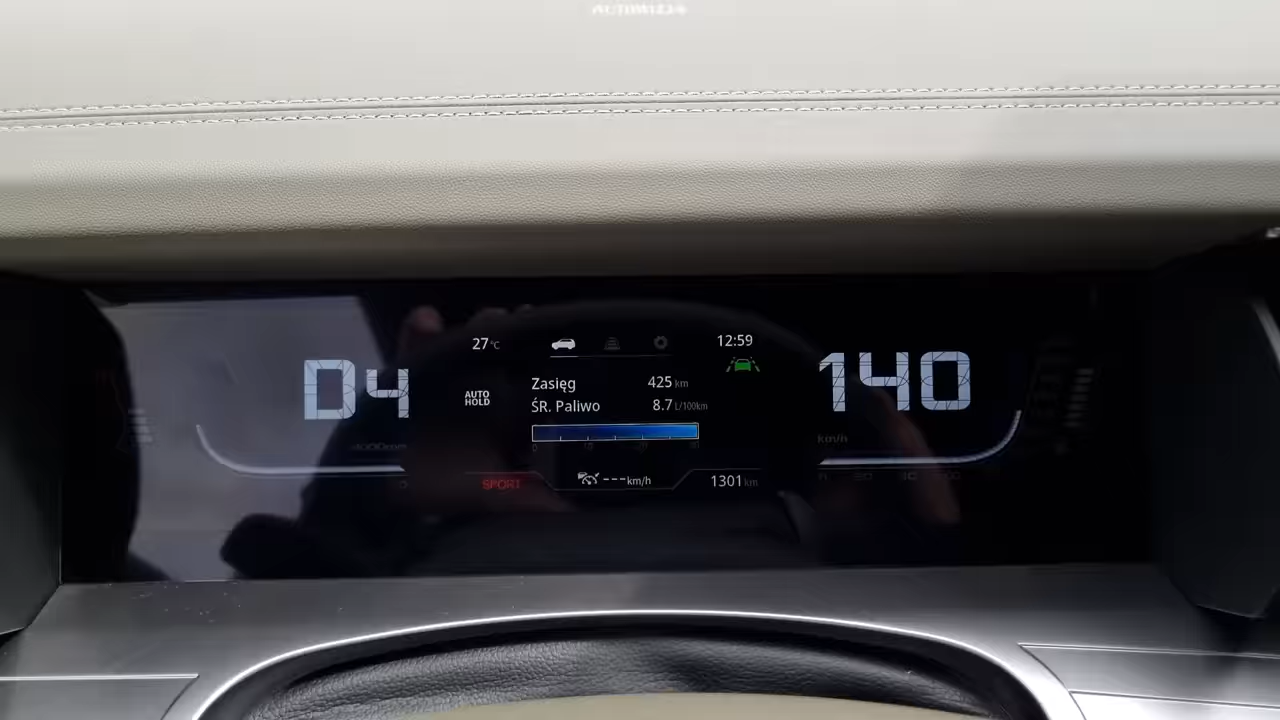 27°C
12:59
Zasięg 425 km
AUTO HOLD
ŚR. Paliwo 8.7 L/100km
D4
140
km/h
SPORT
---km/h
1301 km